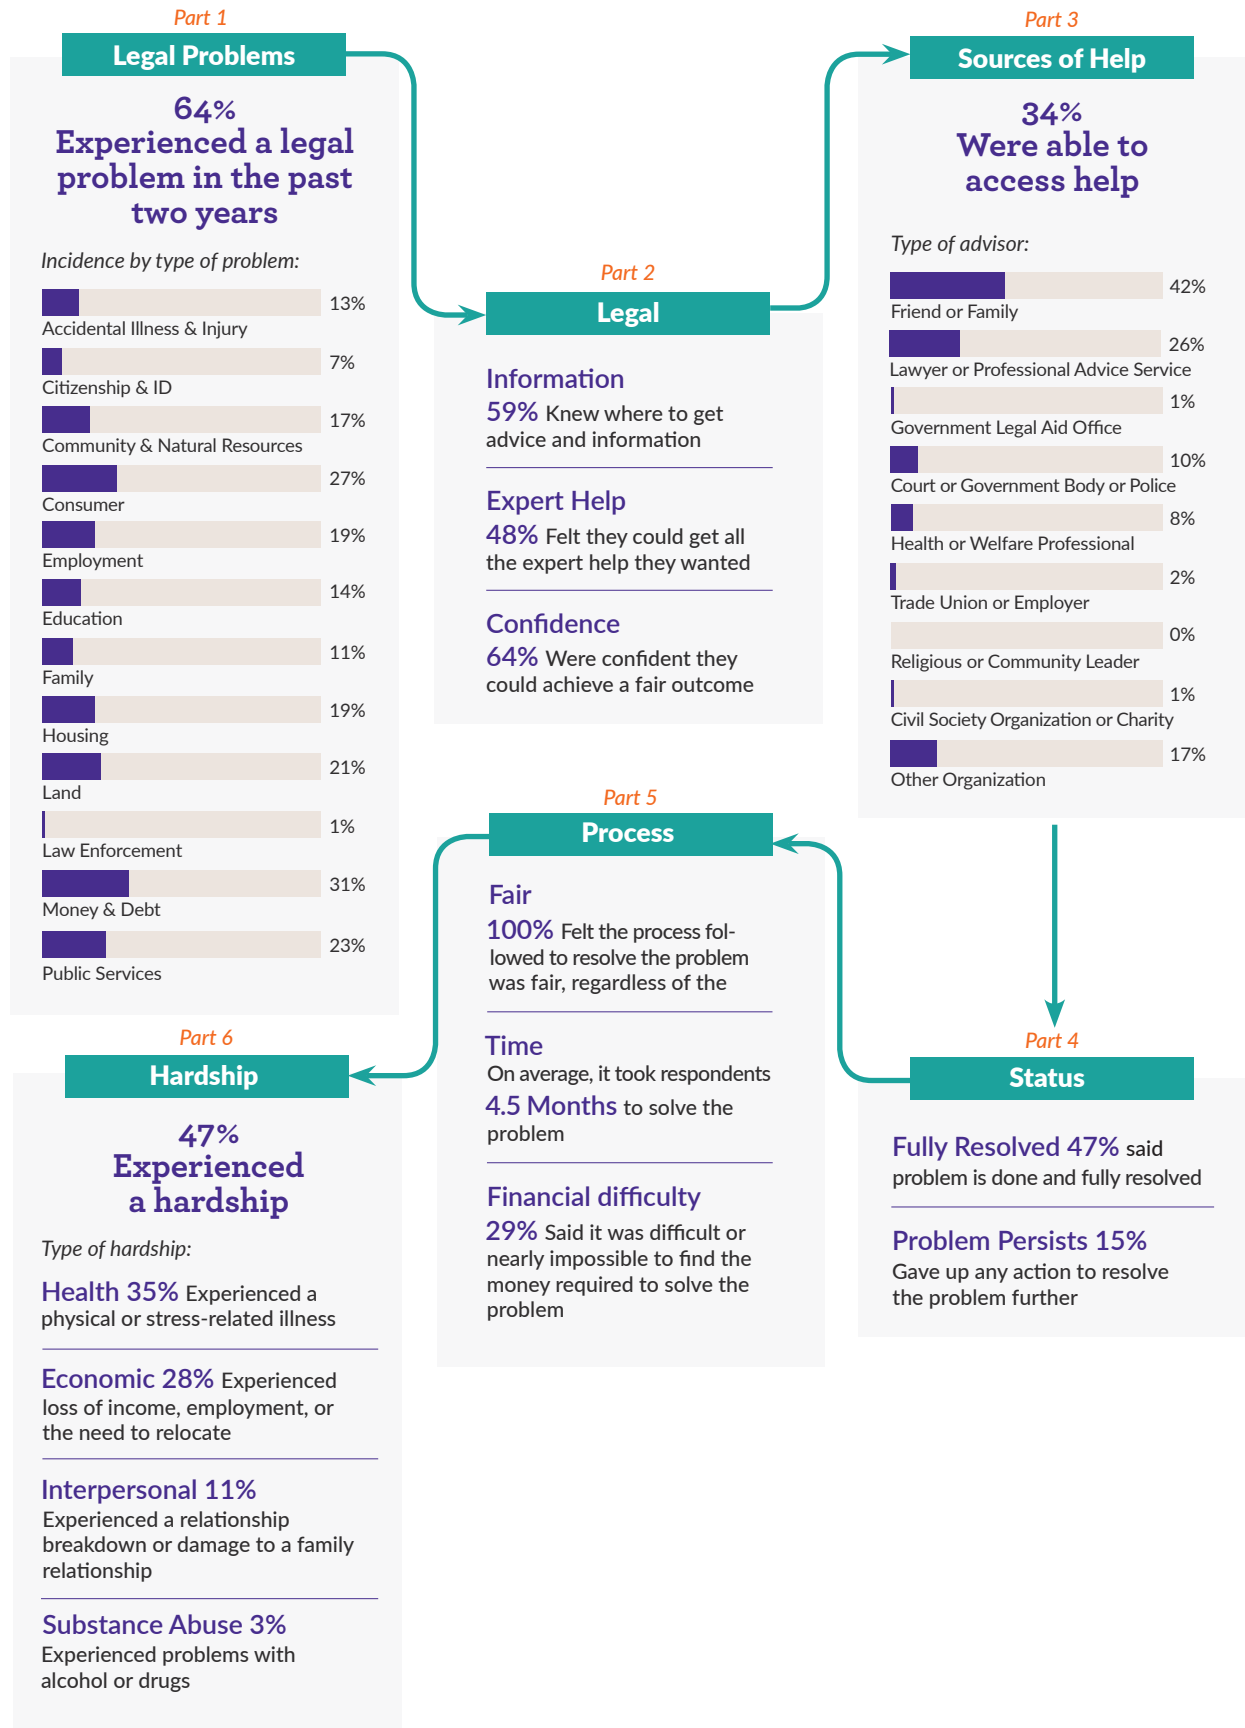 Part 1
Legal Problems
64%
Experienced a legal
problem in the past
two years
Incidence by type of problem:
13%
Accidental Illness & Injury
7%
Citizenship & ID
17%
Community & Natural Resources
27%
Consumer
19%
Employment
14%
Education
11%
Family
19%
Housing
21%
Land
1%
Law Enforcement
31%
Money & Debt
23%
Public Services
Part 2
Legal
Information
59% Knew where to get
advice and information
Expert Help
48% Felt they could get all
the expert help they wanted
Confidence
64% Were confident they
could achieve a fair outcome
Part 3
Sources of Help
34%
Were able to
access help
Type of advisor:
42%
Friend or Family
26%
Lawyer or Professional Advice Service
1%
Government Legal Aid Office
10%
Court or Government Body or Police
8%
Health or Welfare Professional
2%
Trade Union or Employer
0%
Religious or Community Leader
1%
Civil Society Organization or Charity
17%
Other Organization
Part 4
Status
Fully Resolved 47% said
problem is done and fully resolved
Problem Persists 15%
Gave up any action to resolve
the problem further
Part 5
Process
Fair
100% Felt the process fol-
lowed to resolve the problem
was fair, regardless of the
Time
On average, it took respondents
4.5 Months to solve the
problem
Financial difficulty
29% Said it was difficult or
nearly impossible to find the
money required to solve the
problem
Part 6
Hardship
47%
Experienced
a hardship
Type of hardship:
Health 35% Experienced a
physical or stress-related illness
Economic 28% Experienced
loss of income, employment, or
the need to relocate
Interpersonal 11%
Experienced a relationship
breakdown or damage to a family
relationship
Substance Abuse 3%
Experienced problems with
alcohol or drugs